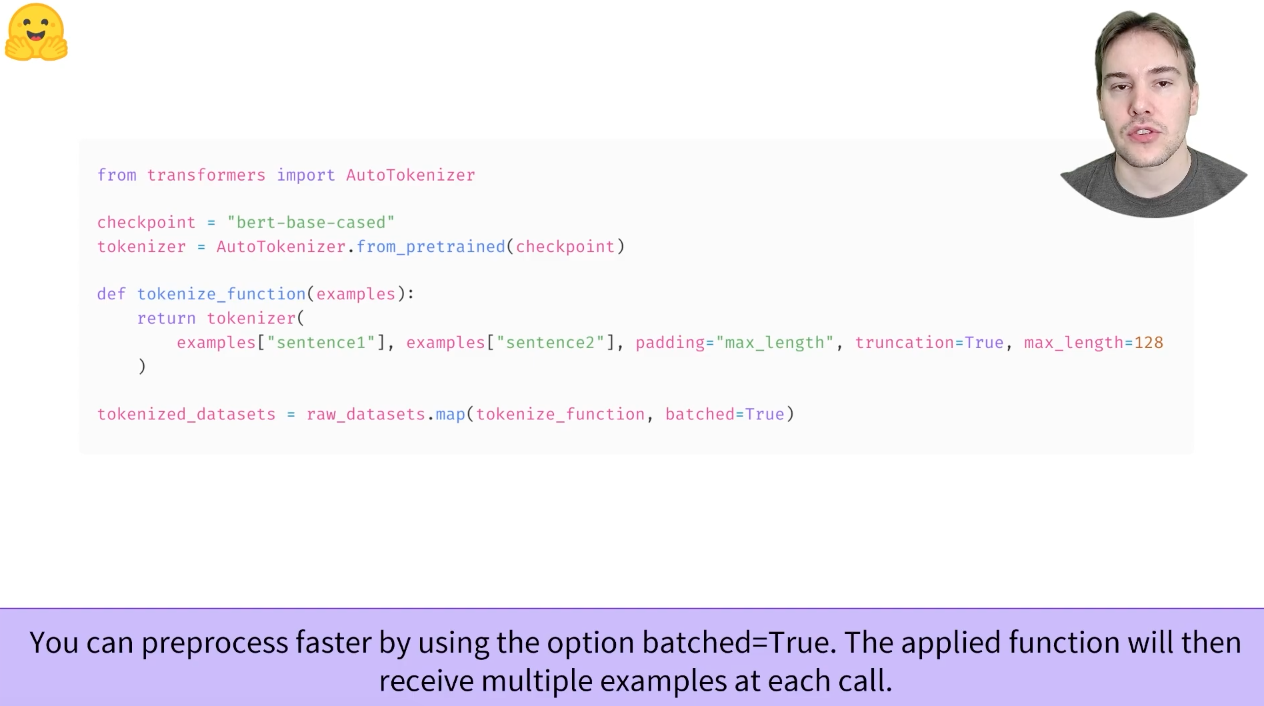 from transformers import AutoTokenizer
checkpoint = "bert-base-cased"
tokenizer = AutoTokenizer.from_pretrained(checkpoint)
def tokenize_function(examples):
    return tokenizer(
        examples["sentence1"], examples["sentence2"], padding="max_length", truncation=True, max_length=128
    )
tokenized_datasets = raw_datasets.map(tokenize_function, batched=True)
You can preprocess faster by using the option batched=True. The applied function will then
receive multiple examples at each call.